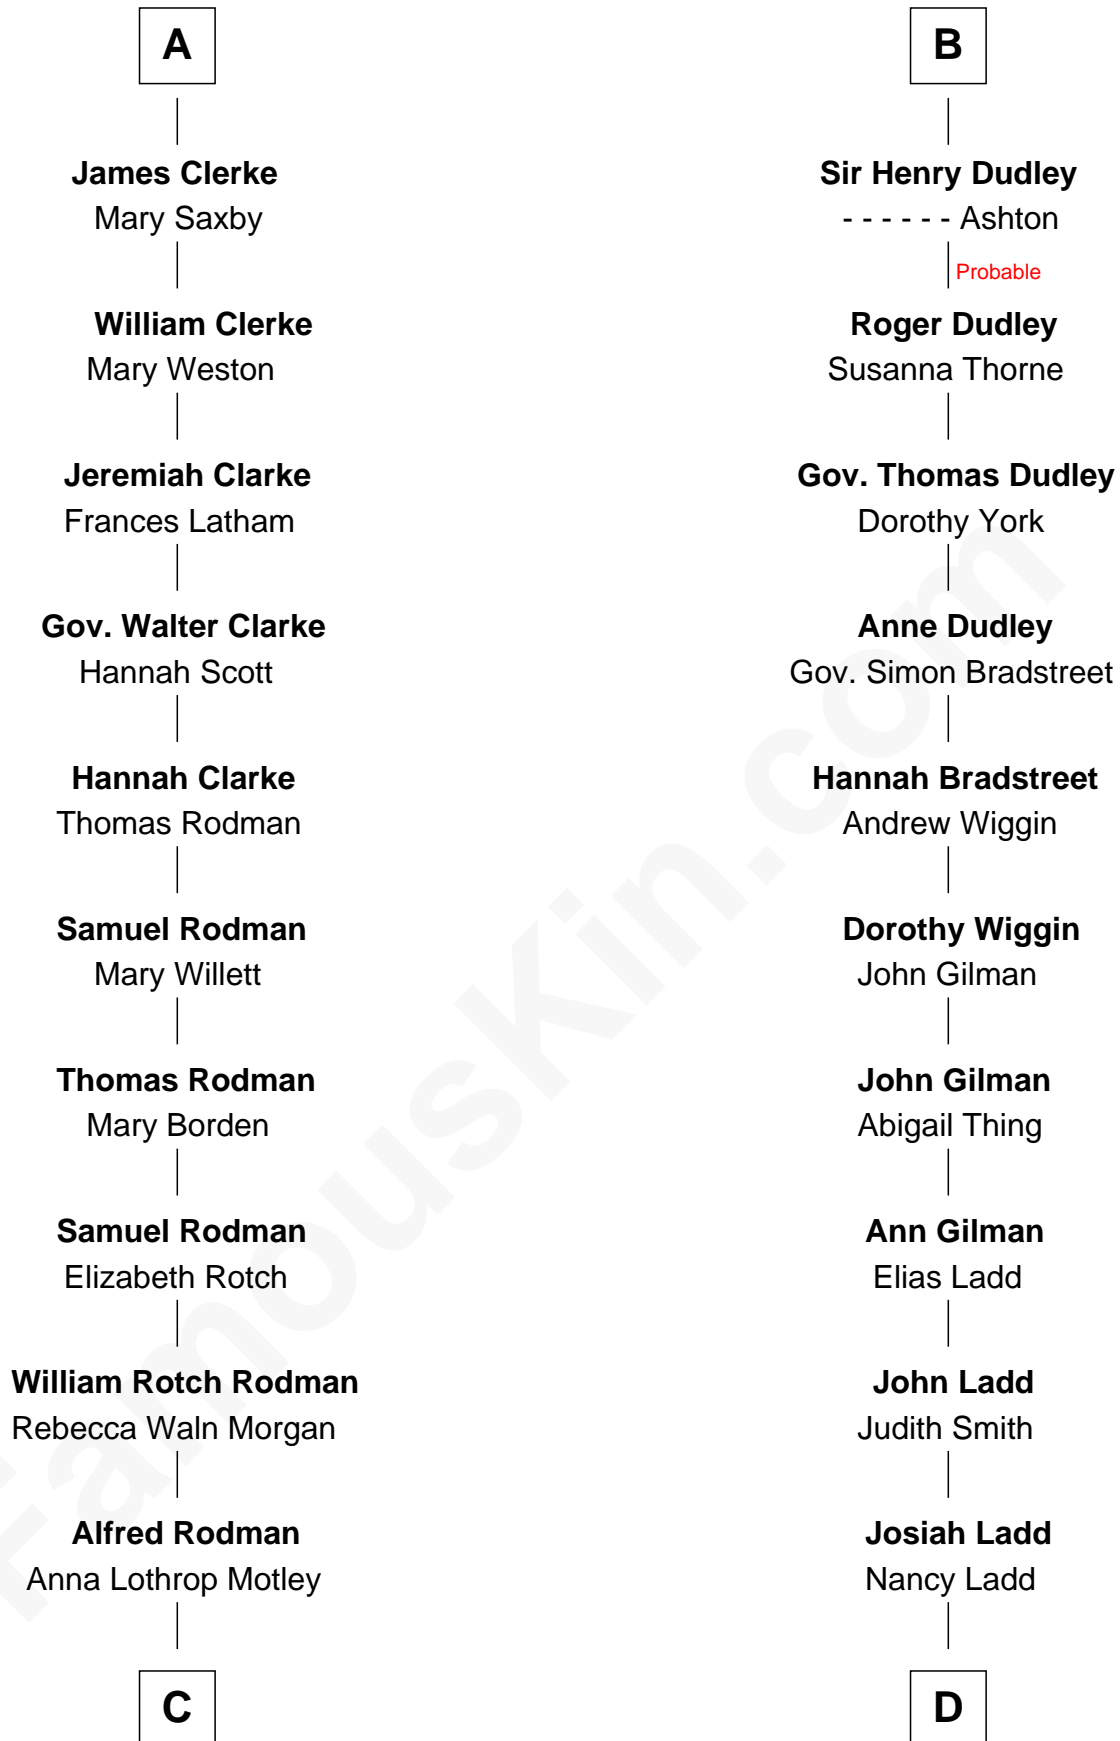 A
James Clerke
Mary Saxby
William Clerke
Mary Weston
Jeremiah Clarke
Frances Latham
Gov. Walter Clarke
Hannah Scott
Hannah Clarke
Thomas Rodman
Samuel Rodman
Mary Willett
Thomas Rodman
Mary Borden
Samuel Rodman
Elizabeth Rotch
William Rotch Rodman
Rebecca Waln Morgan
Alfred Rodman
Anna Lothrop Motley
C
B
Sir Henry Dudley
- - - - - - Ashton
Probable
Roger Dudley
Susanna Thorne
Gov. Thomas Dudley
Dorothy York
Anne Dudley
Gov. Simon Bradstreet
Hannah Bradstreet
Andrew Wiggin
Dorothy Wiggin
John Gilman
John Gilman
Abigail Thing
Ann Gilman
Elias Ladd
John Ladd
Judith Smith
Josiah Ladd
Nancy Ladd
D
FamousKin.com